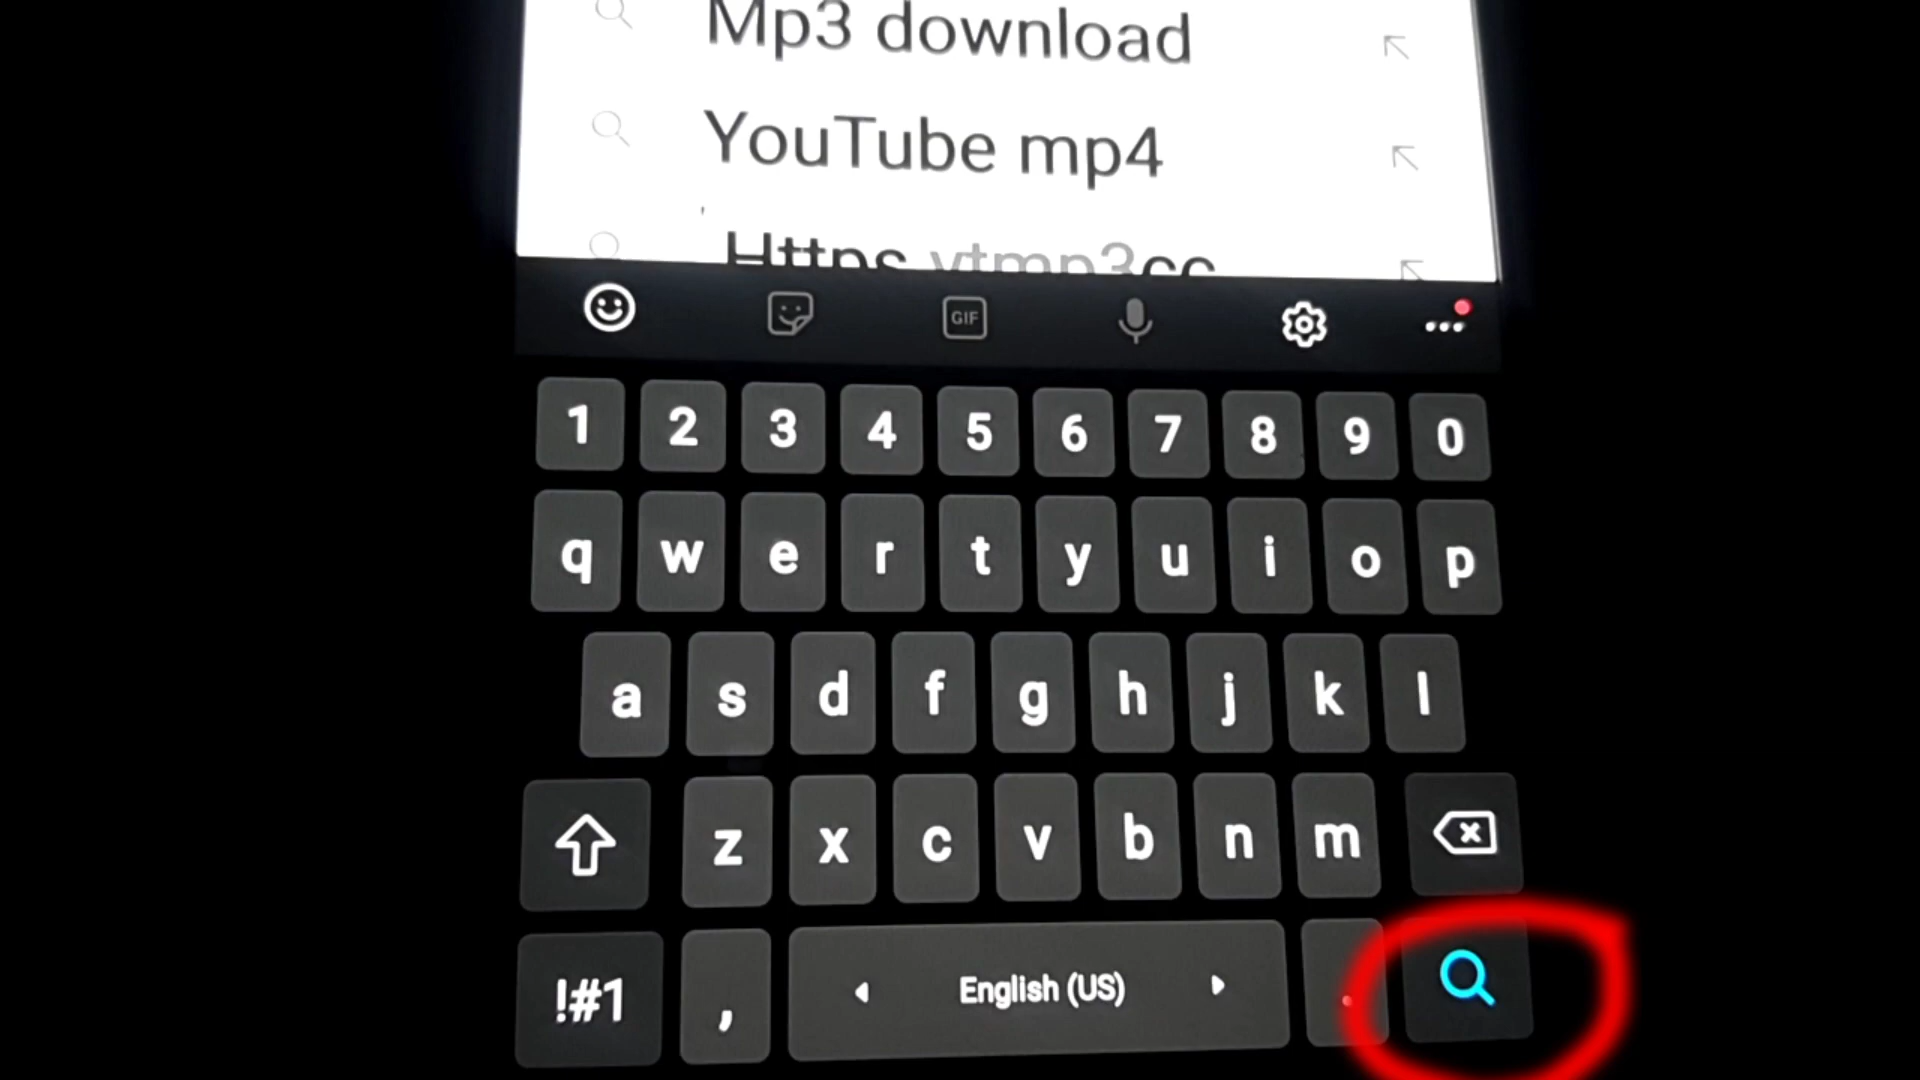 Mp3 download
YouTube mp4
Https ytmp3cc
GIF
1 2 3 4 5 6 7 8 9 0
q w e r t y u i o p
a s d f g h j k l
z x c v b n m
!#1 , English (US) .